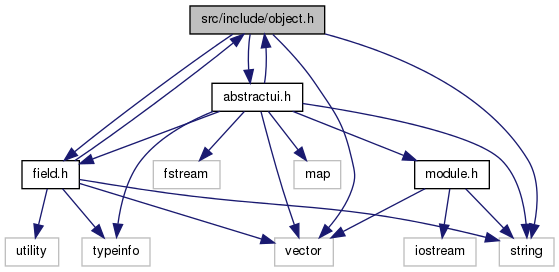 src/include/object.h
abstractui.h
field.h
fstream
map
module.h
utility
typeinfo
vector
iostream
string